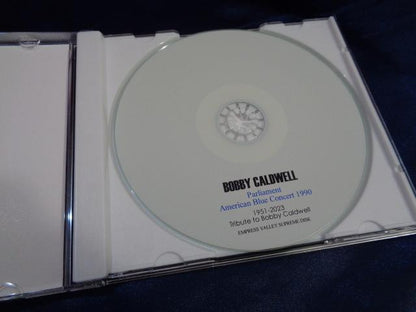 BOBBY CALDWELL
Parliament
American Blue Concert 1990
1951-2023
Tribute to Bobby Caldwell
EMPRESS VALLEY SUPREME DISK